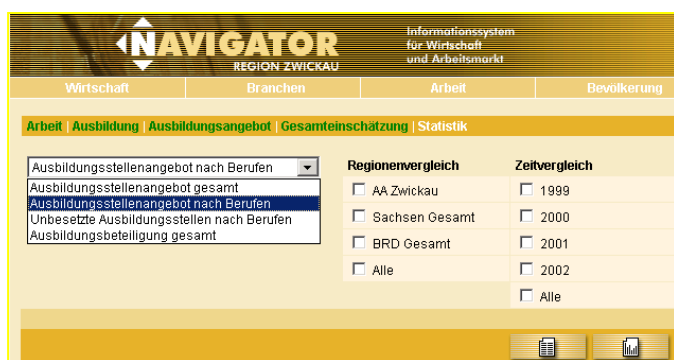 NAVIGATOR
REGION ZWICKAU
Informationssystem
für Wirtschaft
und Arbeitsmarkt
Wirtschaft Branchen Arbeit Bevölkerung
Arbeit | Ausbildung | Ausbildungsangebot | Gesamteinschätzung | Statistik
Ausbildungsstellenangebot nach Berufen
Ausbildungsstellenangebot gesamt
Ausbildungsstellenangebot nach Berufen
Unbesetzte Ausbildungsstellen nach Berufen
Ausbildungsbeteiligung gesamt
Regionenvergleich Zeitvergleich
AA Zwickau 1999
Sachsen Gesamt 2000
BRD Gesamt 2001
Alle 2002
Alle